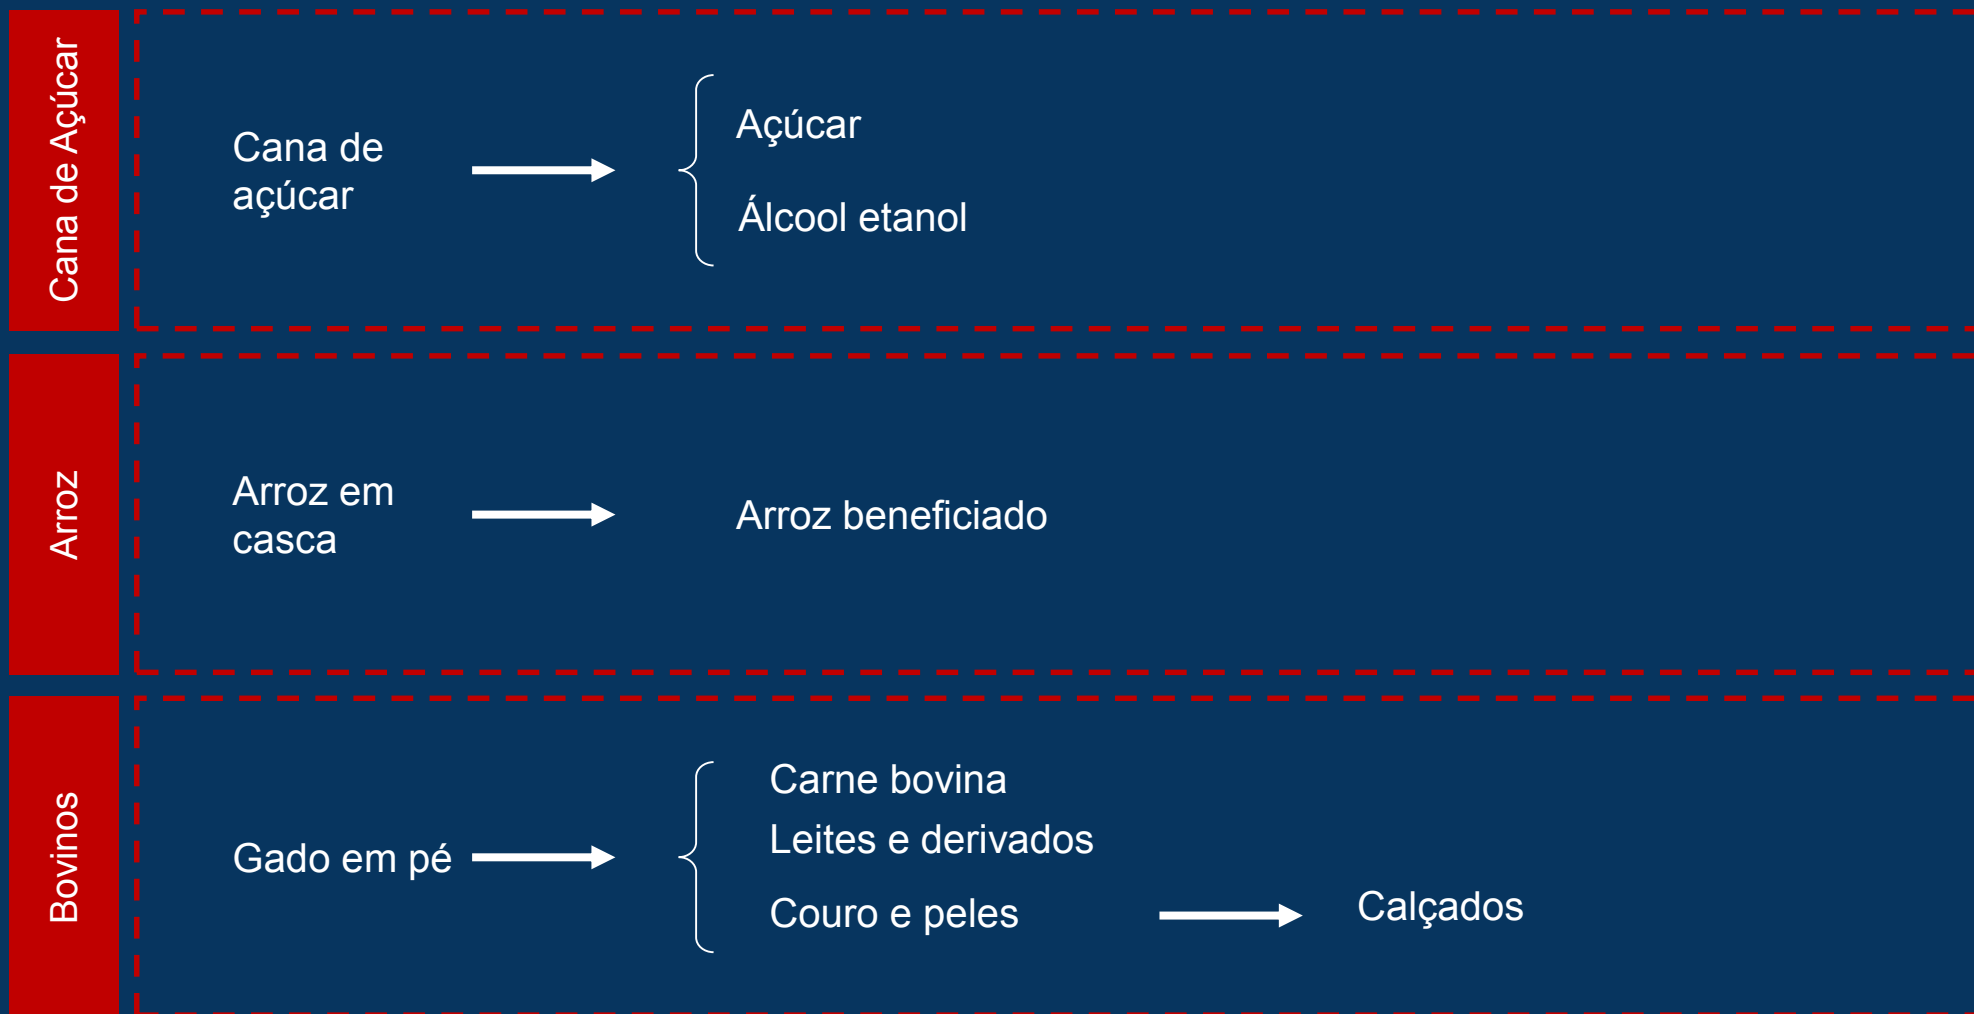 Cana de Açúcar
Cana de
açúcar
Açúcar
Álcool etanol
Arroz
Arroz em
casca
Arroz beneficiado
Bovinos
Gado em pé
Carne bovina
Leites e derivados
Couro e peles
Calçados